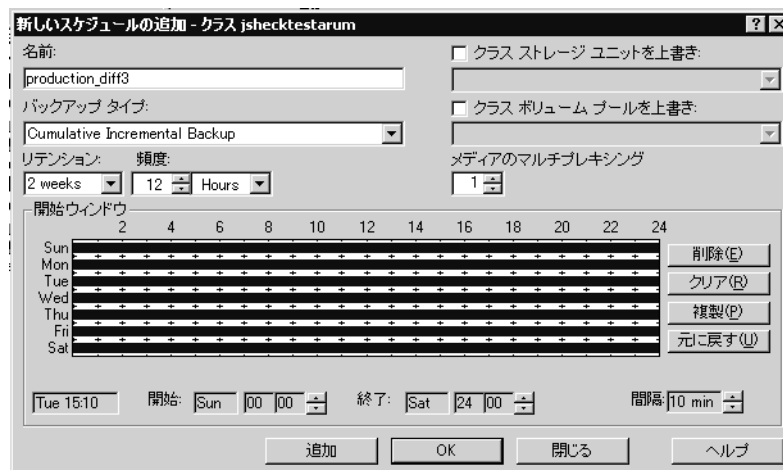 新しいスケジュールの追加 - クラス jshecktestarum
名前:
production_diff3
バックアップ タイプ:
Cumulative Incremental Backup
リテンション: 頻度:
2 weeks 12 Hours
クラス ストレージ ユニットを上書き:
クラス ボリューム プールを上書き:
メディアのマルチプレキシング
1
開始ウィンドウ
2 4 6 8 10 12 14 16 18 20 22 24
Sun
Mon
Tue
Wed
Thu
Fri
Sat
削除(E)
クリア(R)
複製(P)
元に戻す(U)
Tue 15:10 開始: Sun 00 00 終了: Sat 24 00 間隔: 10 min
追加 OK 閉じる ヘルプ